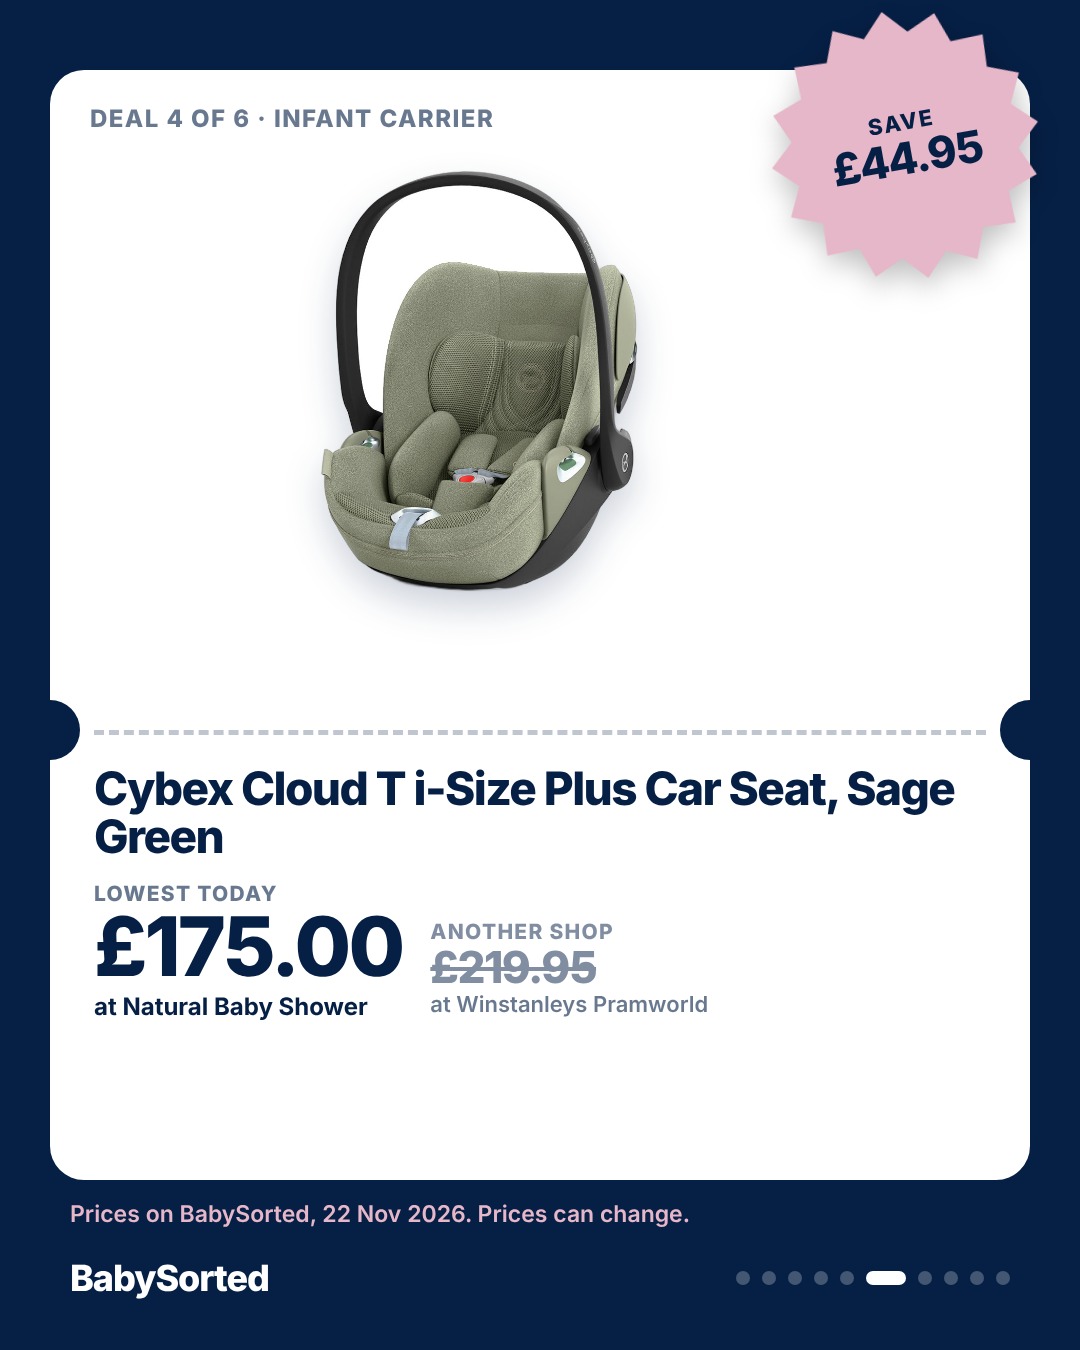 DEAL 4 OF 6 · INFANT CARRIER
SAVE
£44.95
Cybex Cloud T i-Size Plus Car Seat, Sage
Green
LOWEST TODAY
£175.00
at Natural Baby Shower
ANOTHER SHOP
£219.95
at Winstanleys Pramworld
Prices on BabySorted, 22 Nov 2026. Prices can change.
BabySorted